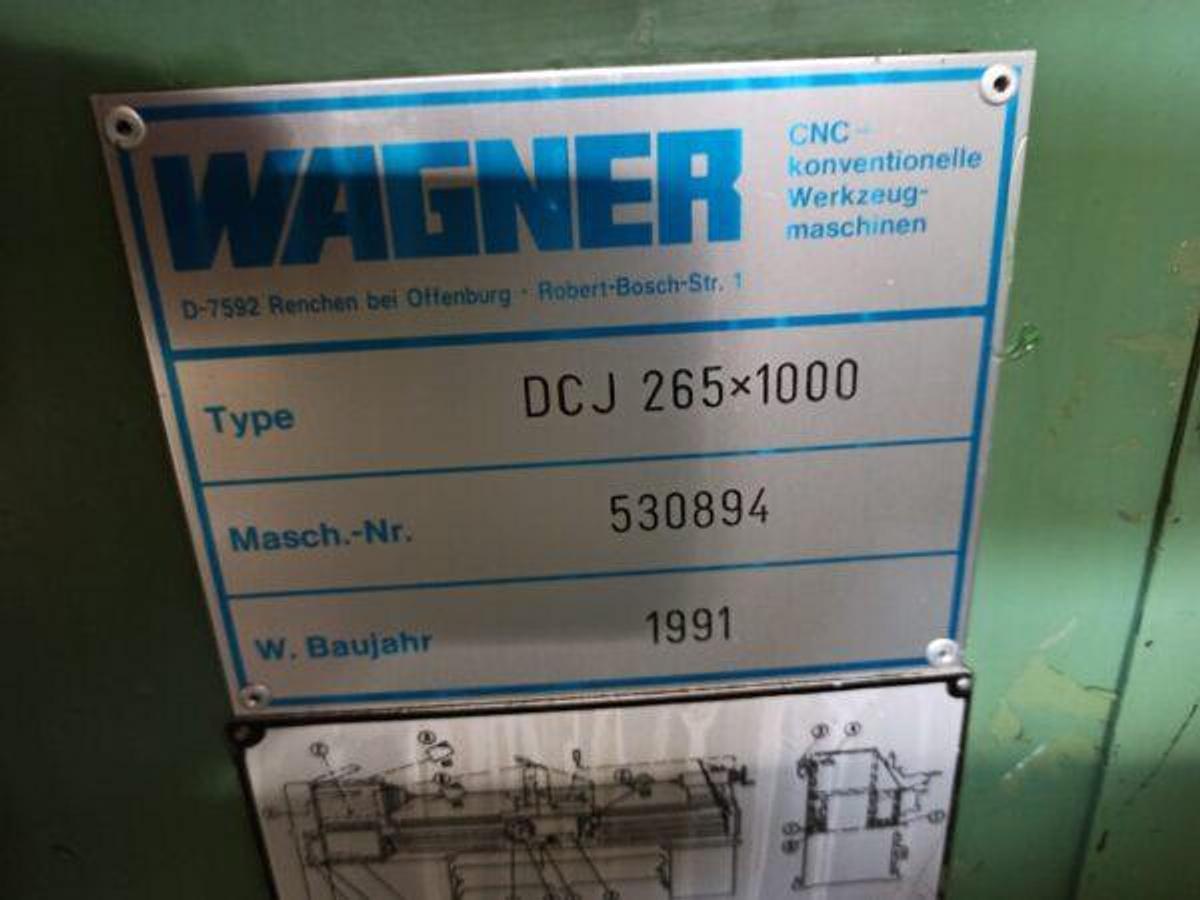 WAGNER
CNC-
konventionelle
Werkzeug-
maschinen
D-7592 Renchen bei Offenburg · Robert-Bosch-Str. 1
Type DCJ 265×1000
Masch.-Nr. 530894
W. Baujahr 1991